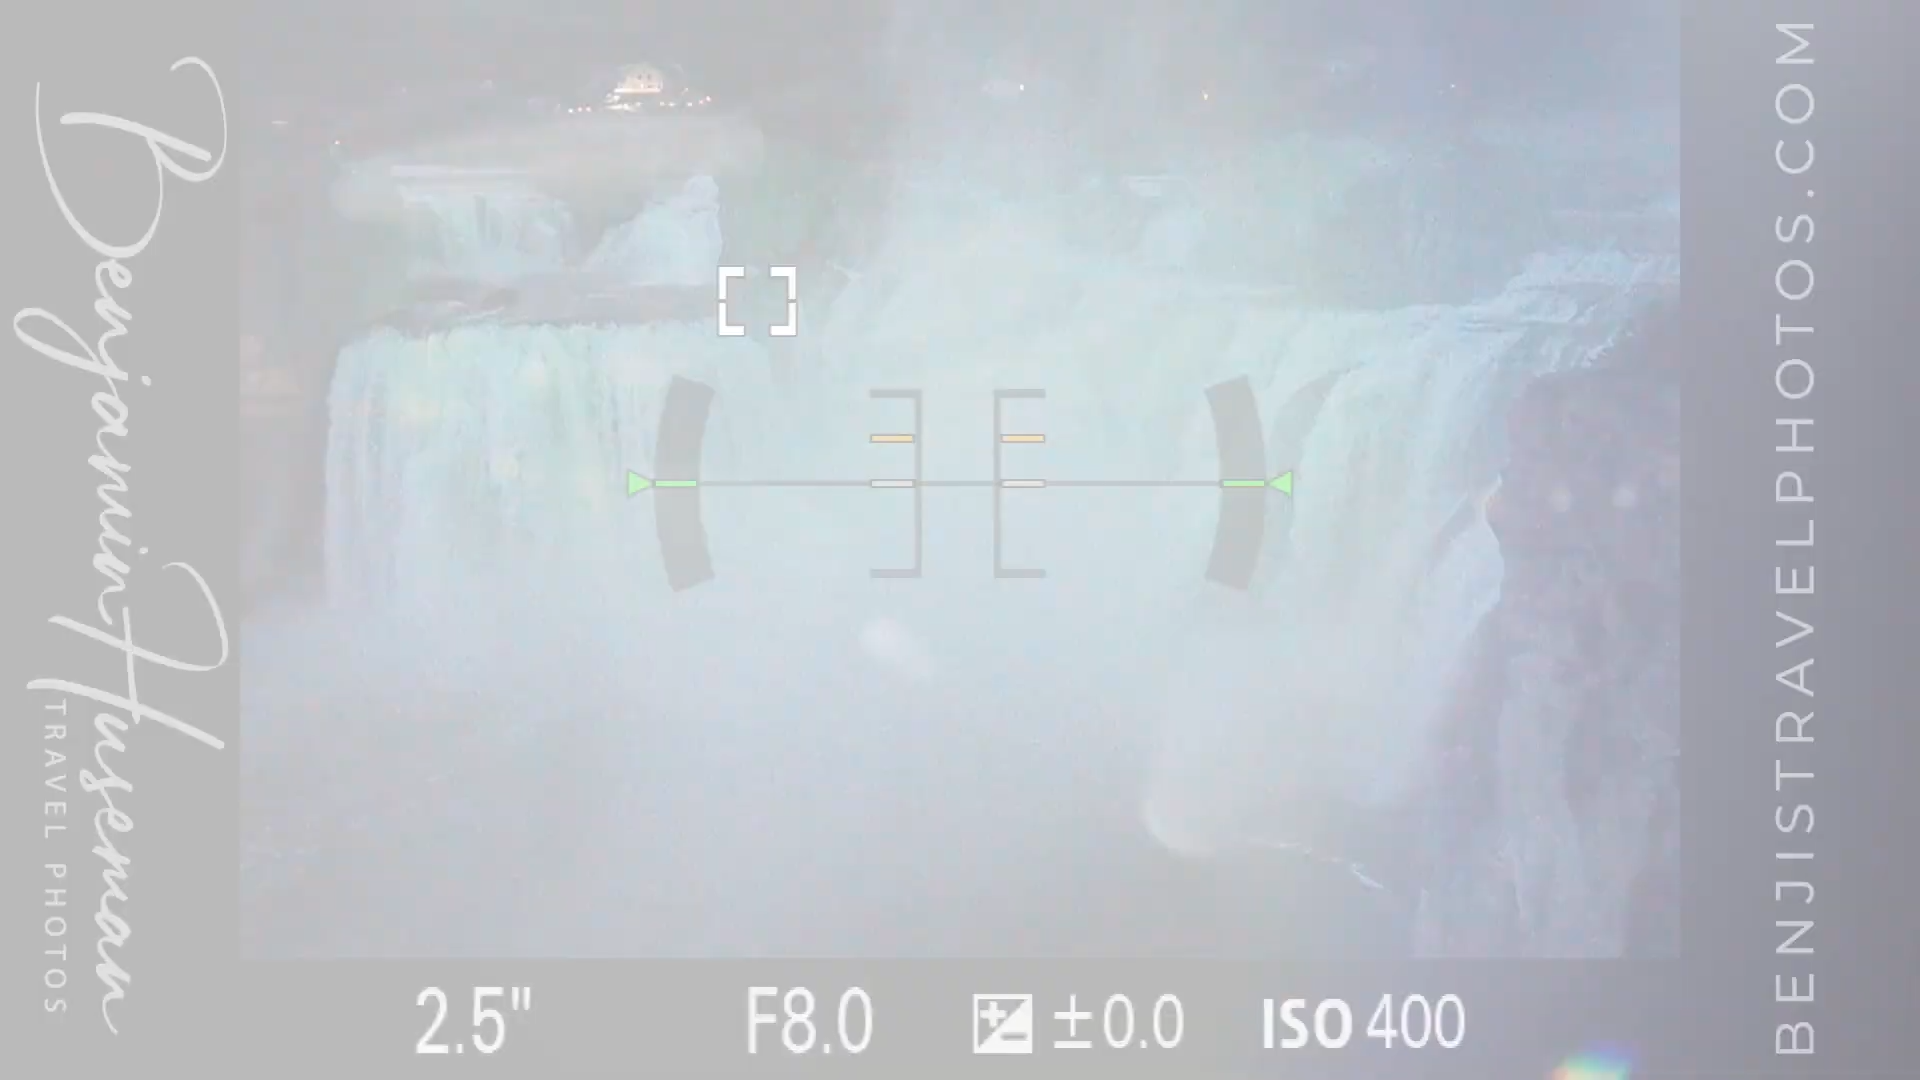 Benjamin Huseman
TRAVEL PHOTOS
2.5" F8.0 ±0.0 ISO 400
BENJISTRAVELPHOTOS.COM